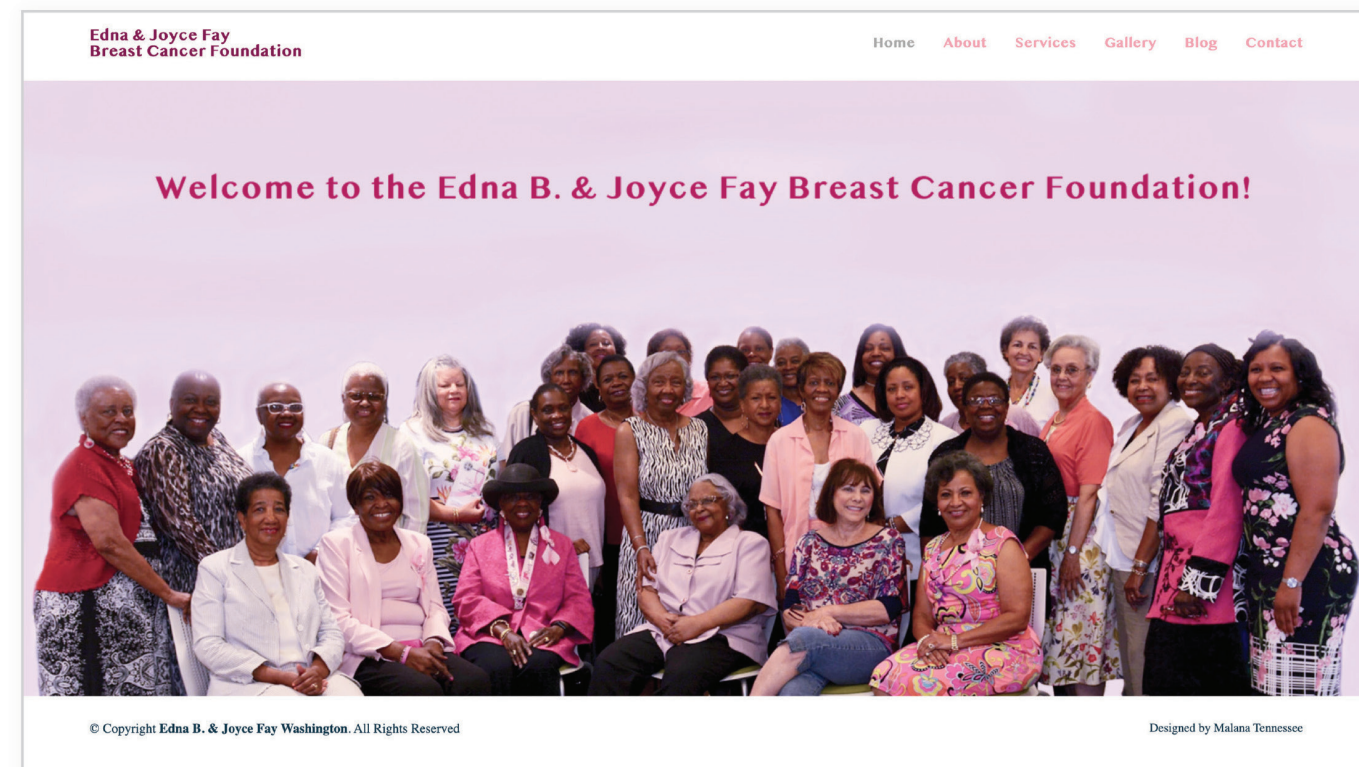 Edna & Joyce Fay
Breast Cancer Foundation
Home About Services Gallery Blog Contact
Welcome to the Edna B. & Joyce Fay Breast Cancer Foundation!
© Copyright Edna B. & Joyce Fay Washington. All Rights Reserved
Designed by Malana Tennessee